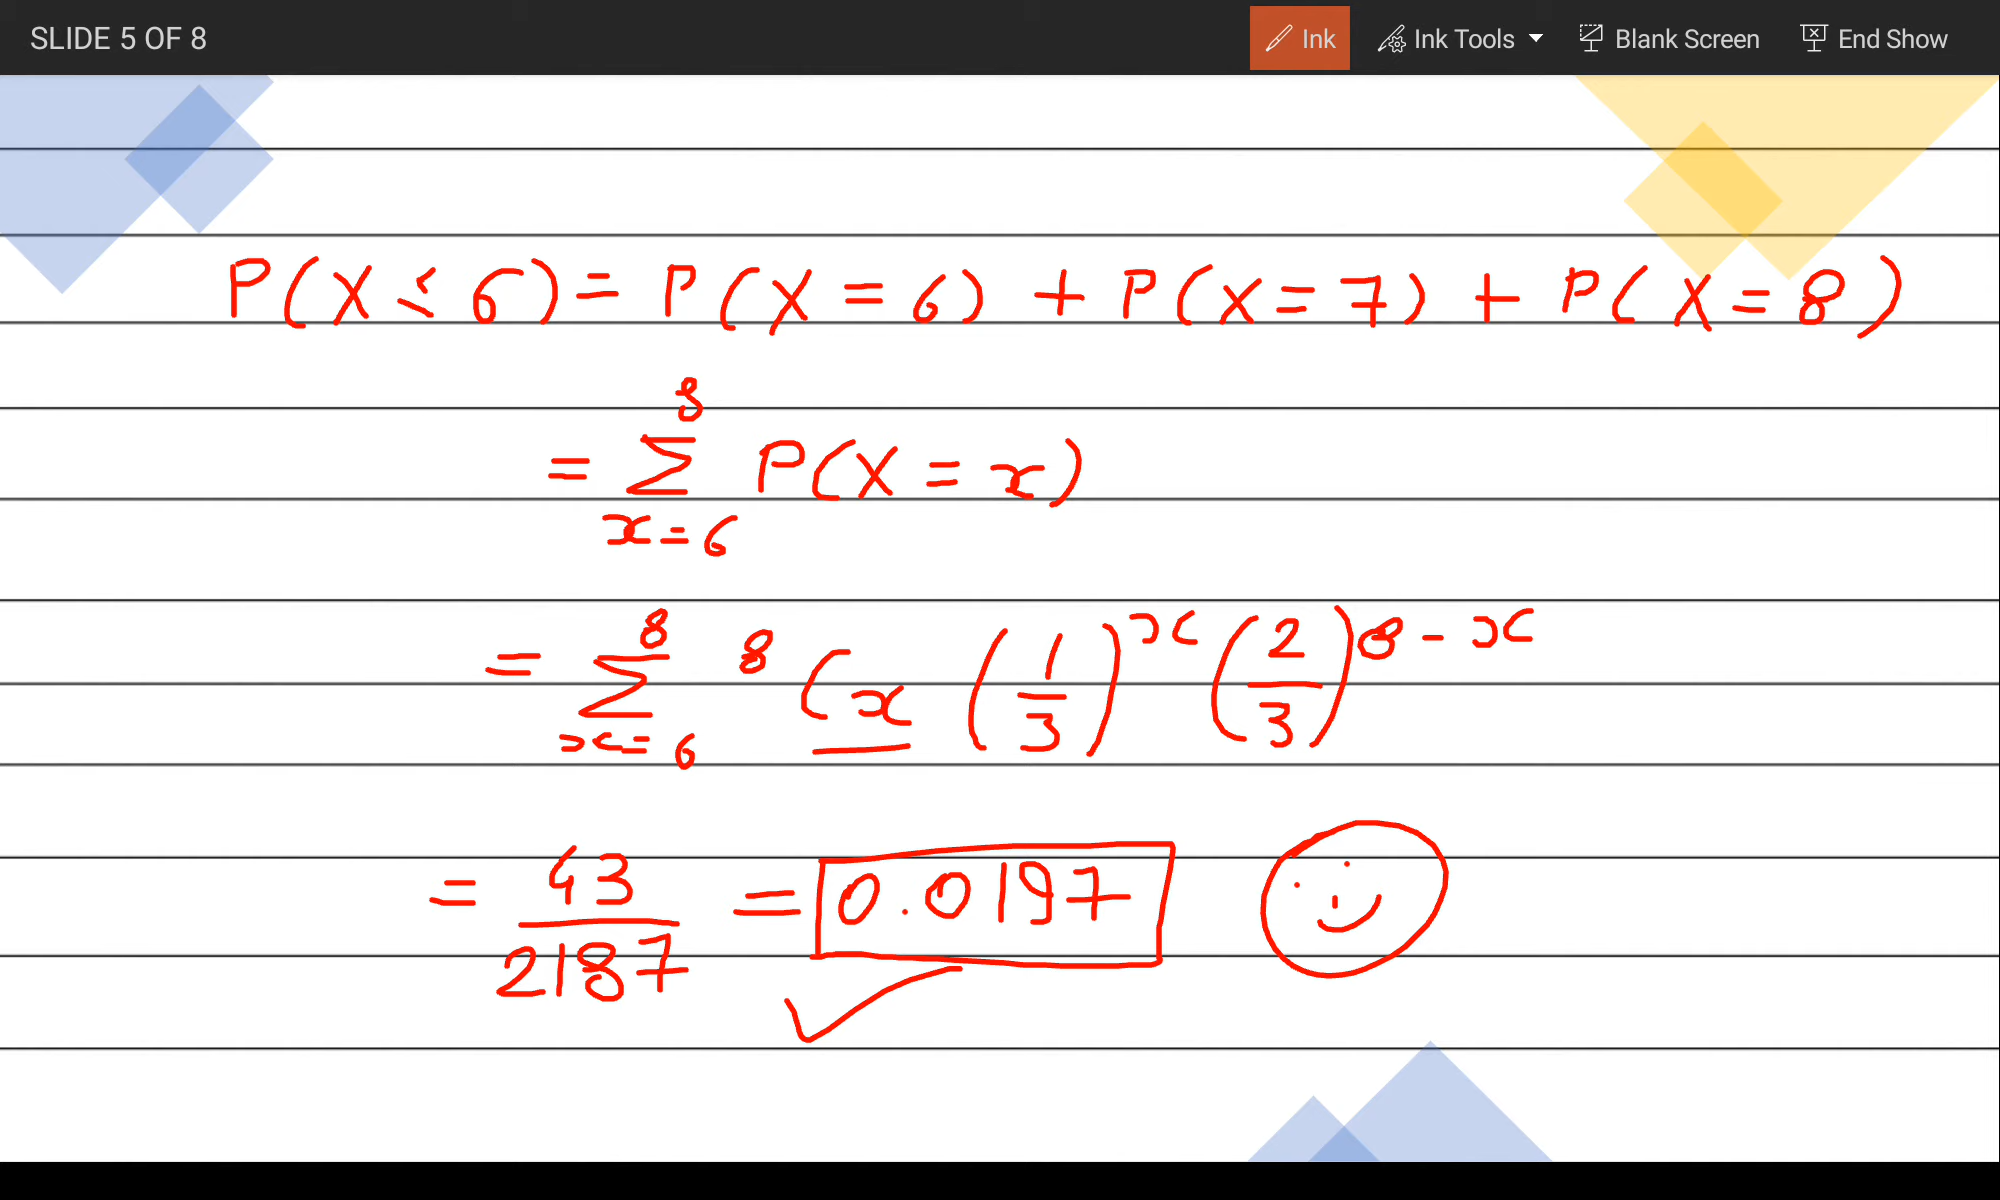 SLIDE 5 OF 8 Ink Ink Tools Blank Screen End Show
P(X ≤ 6) = P(X = 6) + P(X = 7) + P(X = 8)
= ∑_{x=6}^{8} P(X = x)
= ∑_{x=6}^{8} ⁸C_x (1/3)^x (2/3)^{8-x}
= 43/2187 = 0.0197